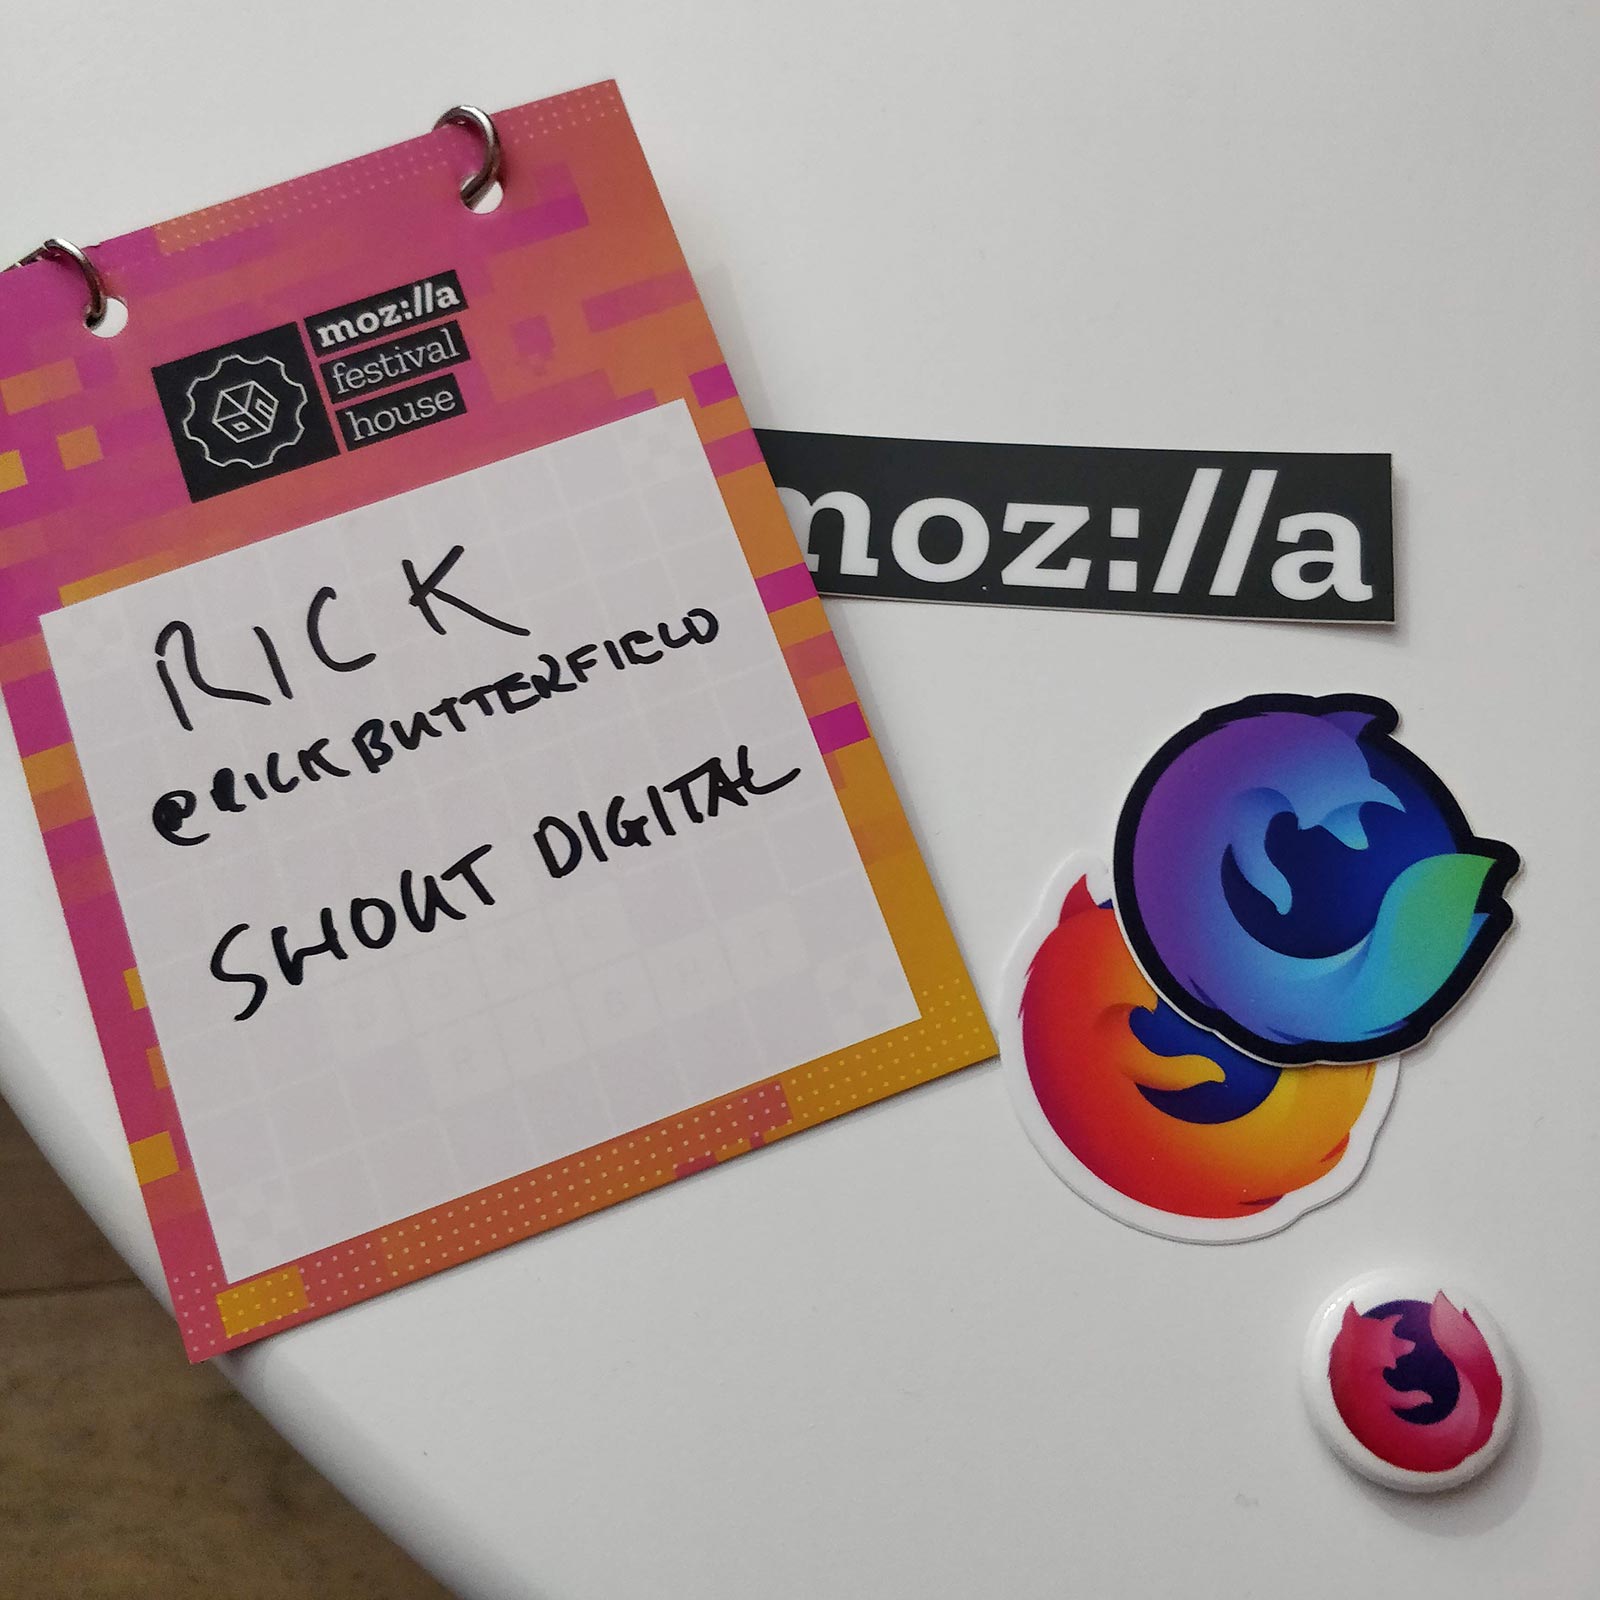 moz://a
festival
house
RICK
@RICKBUTTERFIELD
SHOUT DIGITAL
moz://a